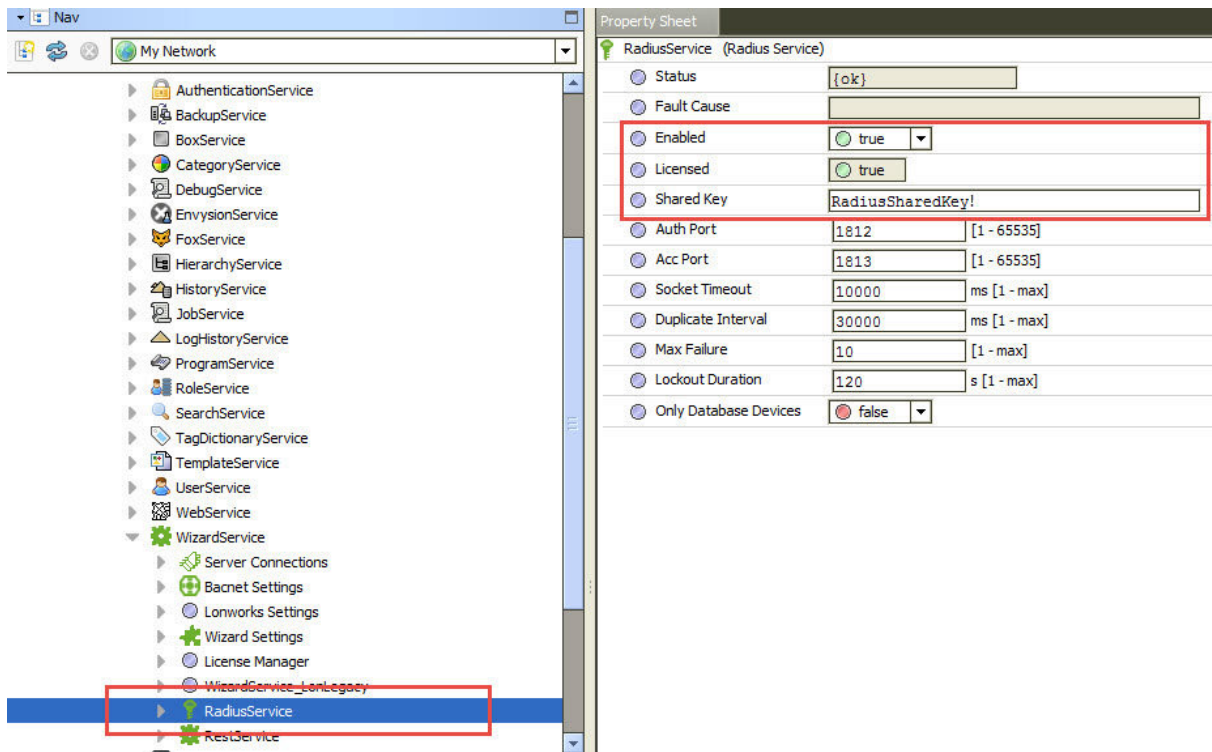 Nav
My Network
AuthenticationService
BackupService
BoxService
CategoryService
DebugService
EnvysionService
FoxService
HierarchyService
HistoryService
JobService
LogHistoryService
ProgramService
RoleService
SearchService
TagDictionaryService
TemplateService
UserService
WebService
WizardService
Server Connections
Bacnet Settings
Lonworks Settings
Wizard Settings
License Manager
WizardService_LonLegacy
RadiusService
RestService
Property Sheet
RadiusService (Radius Service)
Status {ok}
Fault Cause
Enabled true
Licensed true
Shared Key RadiusSharedKey!
Auth Port 1812 [1 - 65535]
Acc Port 1813 [1 - 65535]
Socket Timeout 10000 ms [1 - max]
Duplicate Interval 30000 ms [1 - max]
Max Failure 10 [1 - max]
Lockout Duration 120 s [1 - max]
Only Database Devices false